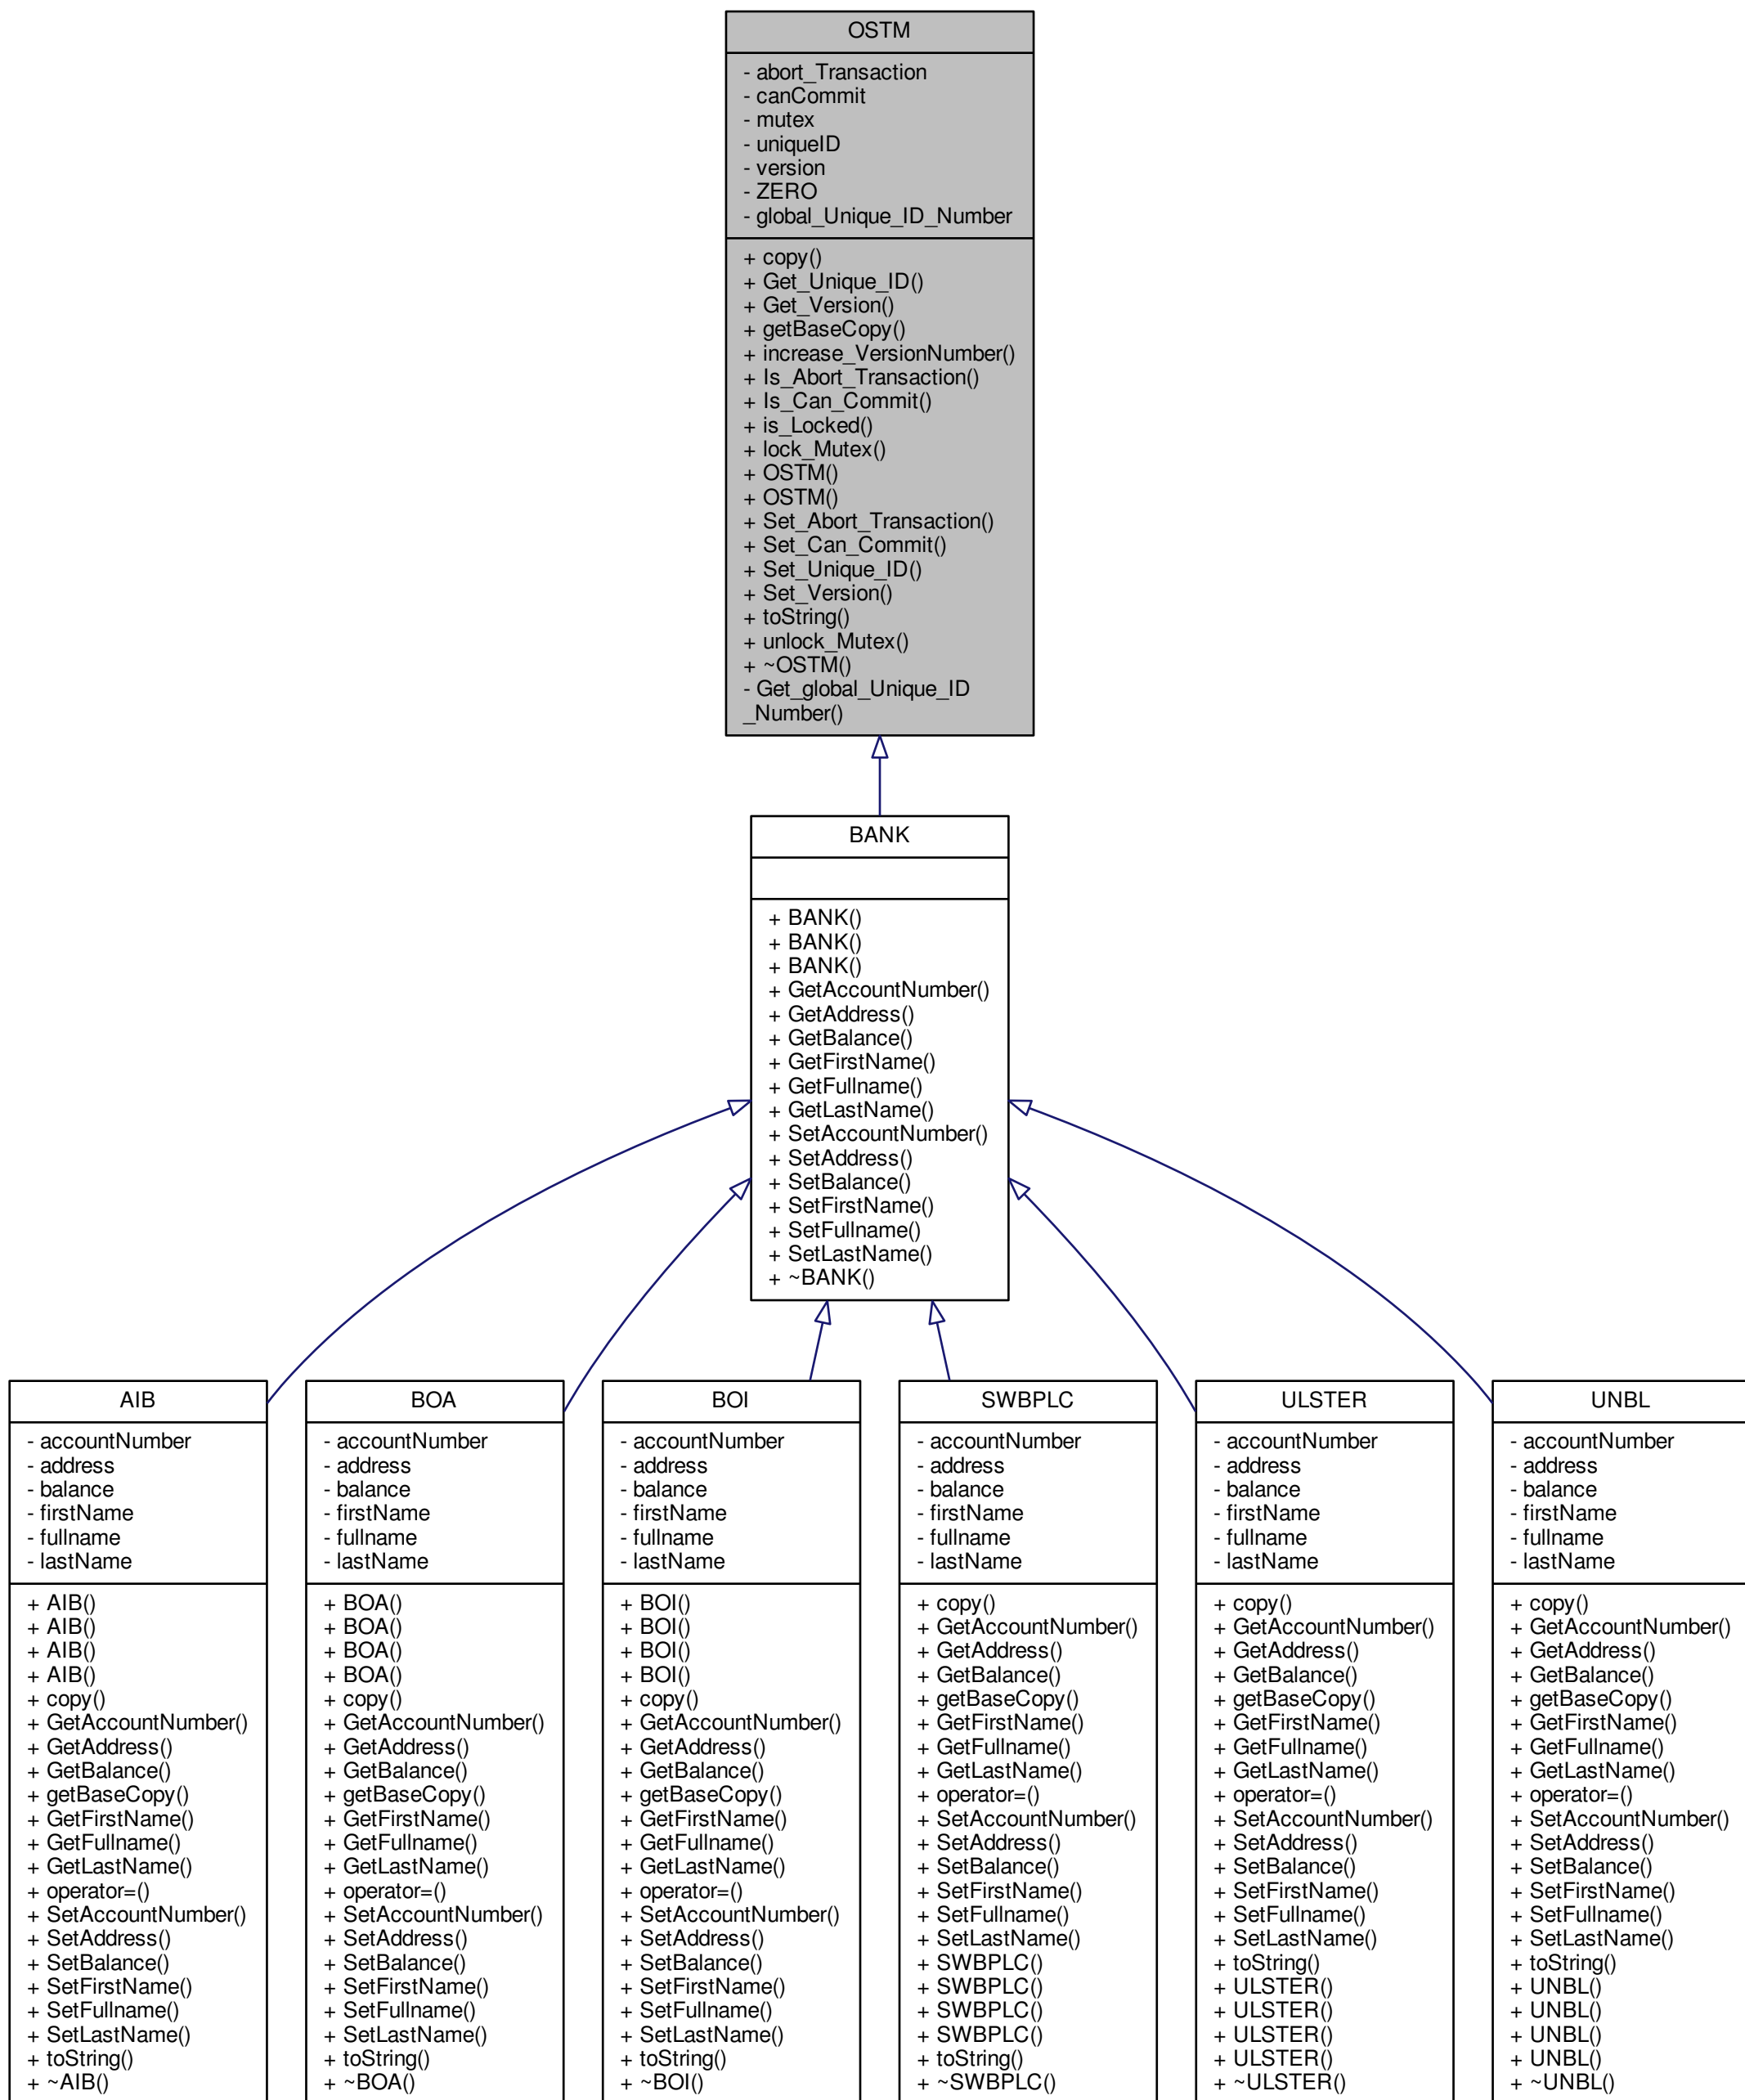 OSTM
- abort_Transaction
- canCommit
- mutex
- uniqueID
- version
- ZERO
- global_Unique_ID_Number
+ copy()
+ Get_Unique_ID()
+ Get_Version()
+ getBaseCopy()
+ increase_VersionNumber()
+ Is_Abort_Transaction()
+ Is_Can_Commit()
+ is_Locked()
+ lock_Mutex()
+ OSTM()
+ OSTM()
+ Set_Abort_Transaction()
+ Set_Can_Commit()
+ Set_Unique_ID()
+ Set_Version()
+ toString()
+ unlock_Mutex()
+ ~OSTM()
- Get_global_Unique_ID
_Number()
BANK
+ BANK()
+ BANK()
+ BANK()
+ GetAccountNumber()
+ GetAddress()
+ GetBalance()
+ GetFirstName()
+ GetFullname()
+ GetLastName()
+ SetAccountNumber()
+ SetAddress()
+ SetBalance()
+ SetFirstName()
+ SetFullname()
+ SetLastName()
+ ~BANK()
AIB
- accountNumber
- address
- balance
- firstName
- fullname
- lastName
+ AIB()
+ AIB()
+ AIB()
+ AIB()
+ copy()
+ GetAccountNumber()
+ GetAddress()
+ GetBalance()
+ getBaseCopy()
+ GetFirstName()
+ GetFullname()
+ GetLastName()
+ operator=()
+ SetAccountNumber()
+ SetAddress()
+ SetBalance()
+ SetFirstName()
+ SetFullname()
+ SetLastName()
+ toString()
+ ~AIB()
BOA
- accountNumber
- address
- balance
- firstName
- fullname
- lastName
+ BOA()
+ BOA()
+ BOA()
+ BOA()
+ copy()
+ GetAccountNumber()
+ GetAddress()
+ GetBalance()
+ getBaseCopy()
+ GetFirstName()
+ GetFullname()
+ GetLastName()
+ operator=()
+ SetAccountNumber()
+ SetAddress()
+ SetBalance()
+ SetFirstName()
+ SetFullname()
+ SetLastName()
+ toString()
+ ~BOA()
BOI
- accountNumber
- address
- balance
- firstName
- fullname
- lastName
+ BOI()
+ BOI()
+ BOI()
+ BOI()
+ copy()
+ GetAccountNumber()
+ GetAddress()
+ GetBalance()
+ getBaseCopy()
+ GetFirstName()
+ GetFullname()
+ GetLastName()
+ operator=()
+ SetAccountNumber()
+ SetAddress()
+ SetBalance()
+ SetFirstName()
+ SetFullname()
+ SetLastName()
+ toString()
+ ~BOI()
SWBPLC
- accountNumber
- address
- balance
- firstName
- fullname
- lastName
+ copy()
+ GetAccountNumber()
+ GetAddress()
+ GetBalance()
+ getBaseCopy()
+ GetFirstName()
+ GetFullname()
+ GetLastName()
+ operator=()
+ SetAccountNumber()
+ SetAddress()
+ SetBalance()
+ SetFirstName()
+ SetFullname()
+ SetLastName()
+ SWBPLC()
+ SWBPLC()
+ SWBPLC()
+ SWBPLC()
+ toString()
+ ~SWBPLC()
ULSTER
- accountNumber
- address
- balance
- firstName
- fullname
- lastName
+ copy()
+ GetAccountNumber()
+ GetAddress()
+ GetBalance()
+ getBaseCopy()
+ GetFirstName()
+ GetFullname()
+ GetLastName()
+ operator=()
+ SetAccountNumber()
+ SetAddress()
+ SetBalance()
+ SetFirstName()
+ SetFullname()
+ SetLastName()
+ toString()
+ ULSTER()
+ ULSTER()
+ ULSTER()
+ ULSTER()
+ ~ULSTER()
UNBL
- accountNumber
- address
- balance
- firstName
- fullname
- lastName
+ copy()
+ GetAccountNumber()
+ GetAddress()
+ GetBalance()
+ getBaseCopy()
+ GetFirstName()
+ GetFullname()
+ GetLastName()
+ operator=()
+ SetAccountNumber()
+ SetAddress()
+ SetBalance()
+ SetFirstName()
+ SetFullname()
+ SetLastName()
+ toString()
+ UNBL()
+ UNBL()
+ UNBL()
+ UNBL()
+ ~UNBL()